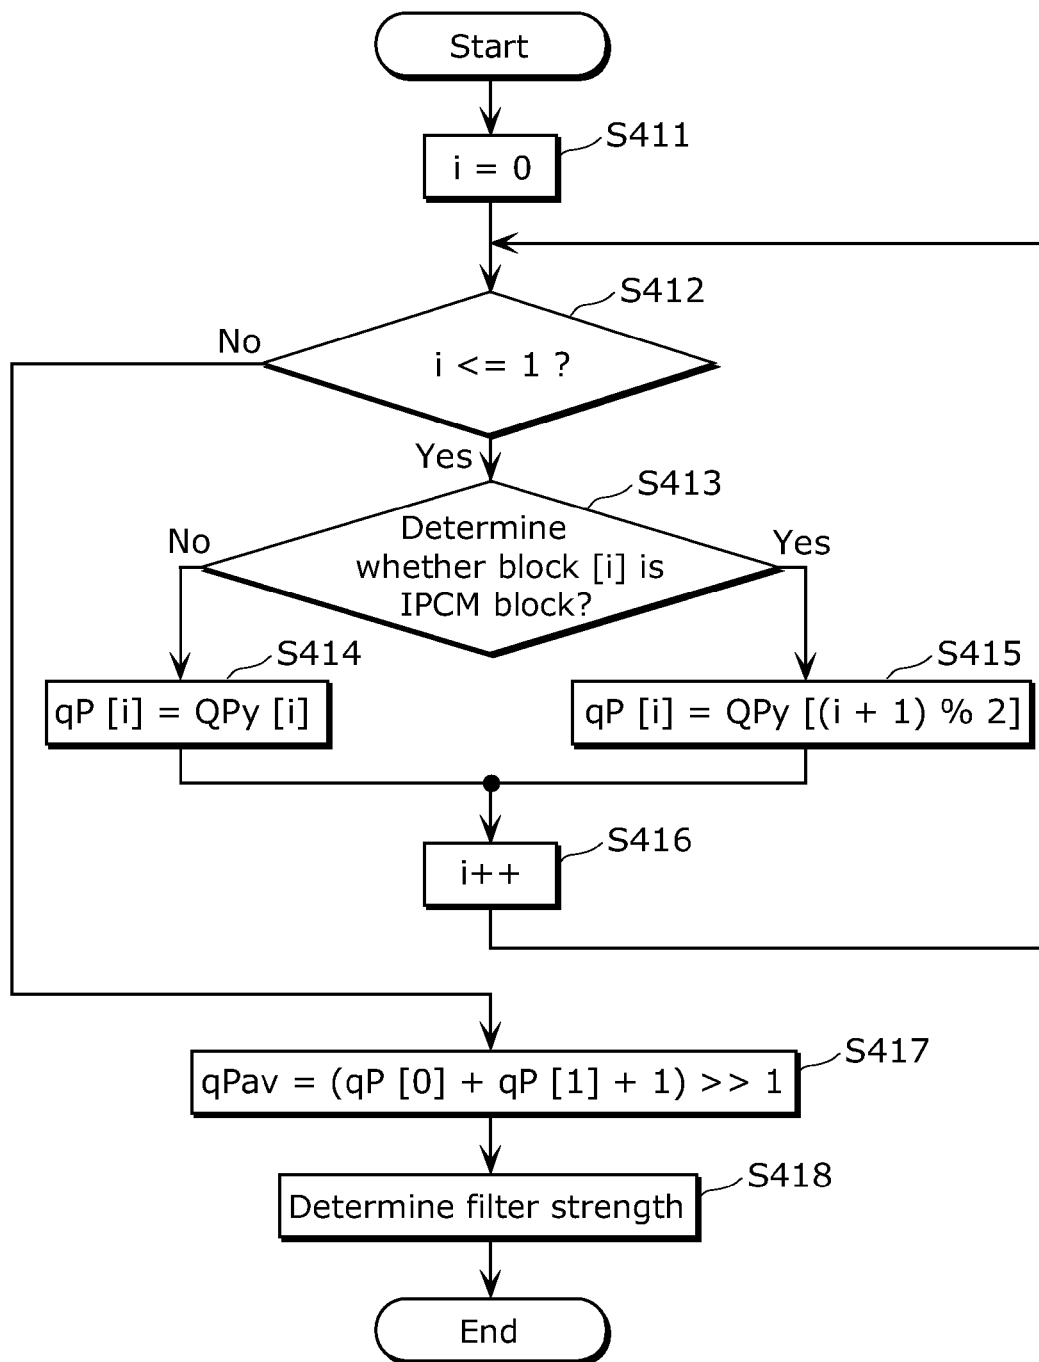 Start
S411
i = 0
S412
No
i <= 1 ?
Yes
S413
No
Determine
whether block [i] is
IPCM block?
Yes
S414
S415
qP [i] = QPy [i]
qP [i] = QPy [(i + 1) % 2]
S416
i++
S417
qPav = (qP [0] + qP [1] + 1) >> 1
S418
Determine filter strength
End